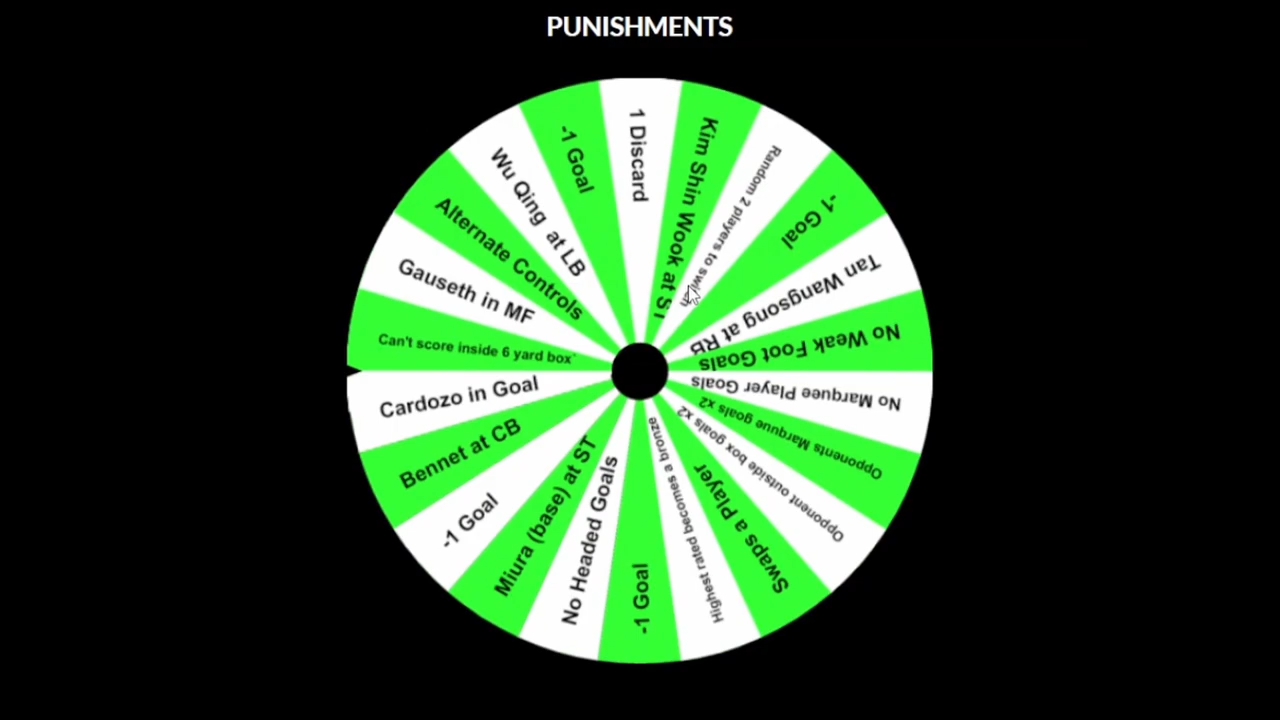 PUNISHMENTS
1 Discard
Kim Shin Wook at ST
Random 2 players to switch
-1 Goal
Tan Wangsong at RB
No Weak Foot Goals
No Marquee Player Goals
Opponents Marquue goals x2
Opponent outside box goals x2
Swaps a Player
Highest rated becomes a bronze
-1 Goal
No Headed Goals
Miura (base) at ST
-1 Goal
Bennet at CB
Cardozo in Goal
Can't score inside 6 yard box`
Gauseth in MF
Alternate Controls
Wu Qing at LB
-1 Goal